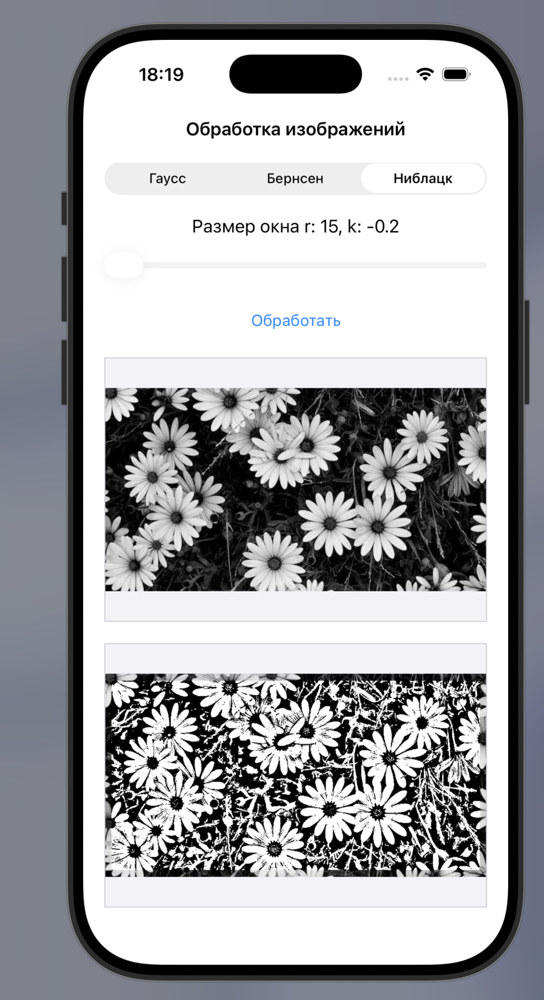 18:19
Обработка изображений
Гаусс Бернсен Ниблацк
Размер окна r: 15, k: -0.2
Обработать